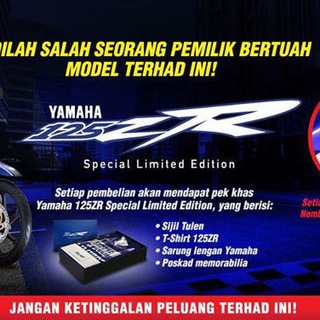 ILAH SALAH SEORANG PEMILIK BERTUAH
MODEL TERHAD INI!
YAMAHA
125ZR
Special Limited Edition
Setiap pembelian akan mendapat pek khas
Yamaha 125ZR Special Limited Edition, yang berisi:
• Sijil Tulen
• T-Shirt 125ZR
• Sarung lengan Yamaha
• Poskad memorabilia
JANGAN KETINGGALAN PELUANG TERHAD INI!